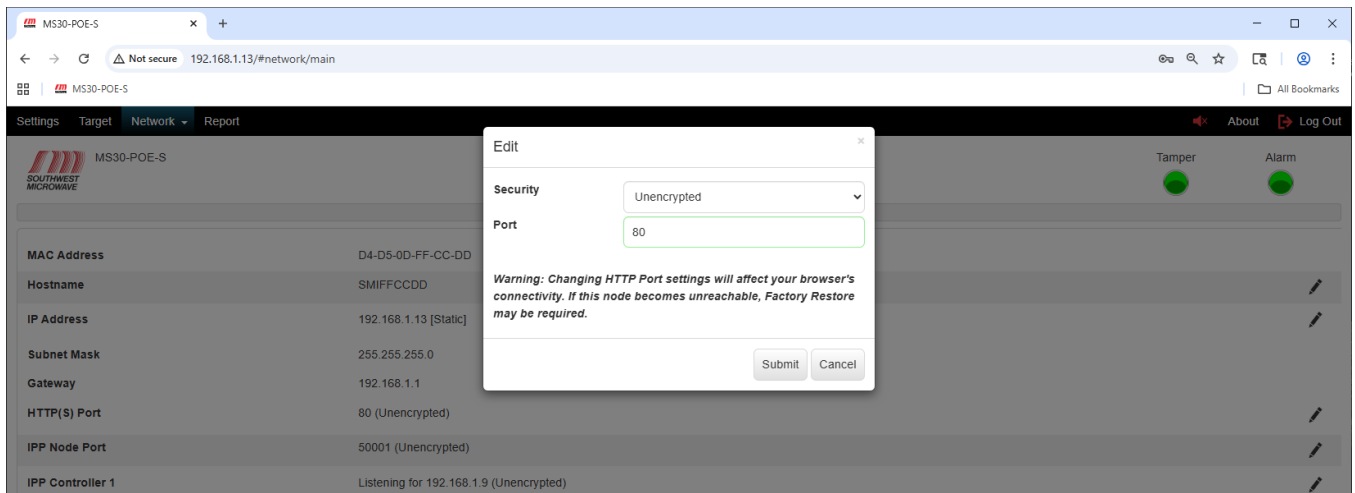 MS30-POE-S
Not secure 192.168.1.13/#network/main
MS30-POE-S
All Bookmarks
Settings Target Network Report About Log Out
SOUTHWEST
MICROWAVE
MS30-POE-S
Tamper Alarm
Edit
Security Unencrypted
Port 80
Warning: Changing HTTP Port settings will affect your browser's
connectivity. If this node becomes unreachable, Factory Restore
may be required.
Submit Cancel
MAC Address D4-D5-0D-FF-CC-DD
Hostname SMIFFCCDD
IP Address 192.168.1.13 [Static]
Subnet Mask 255.255.255.0
Gateway 192.168.1.1
HTTP(S) Port 80 (Unencrypted)
IPP Node Port 50001 (Unencrypted)
IPP Controller 1 Listening for 192.168.1.9 (Unencrypted)